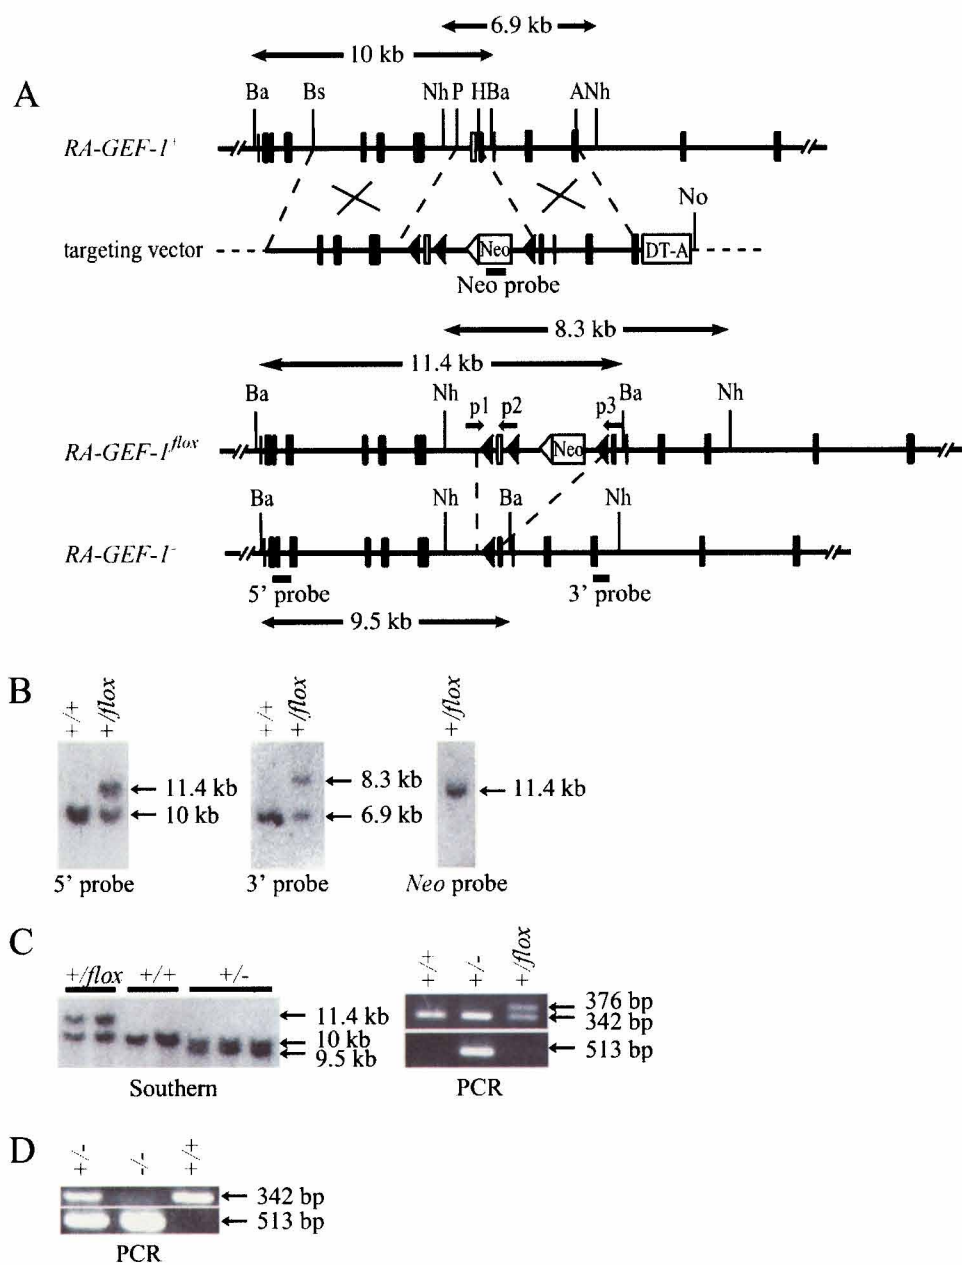 6.9 kb
10 kb
A
Ba Bs Nh P HBa ANh
RA-GEF-1⁺
No
targeting vector Neo DT-A
Neo probe
8.3 kb
11.4 kb
Ba Nh p1 p2 p3 Ba Nh
RA-GEF-1flox Neo
Ba Nh Ba Nh
RA-GEF-1⁻
5' probe 3' probe
9.5 kb
B
+/+ +/flox +/+ +/flox +/flox
11.4 kb 8.3 kb 11.4 kb
10 kb 6.9 kb
5' probe 3' probe Neo probe
C
+/flox +/+ +/- +/+ +/- +/flox
11.4 kb 376 bp
10 kb 342 bp
9.5 kb 513 bp
Southern PCR
D
+/- -/- +/+
342 bp
513 bp
PCR